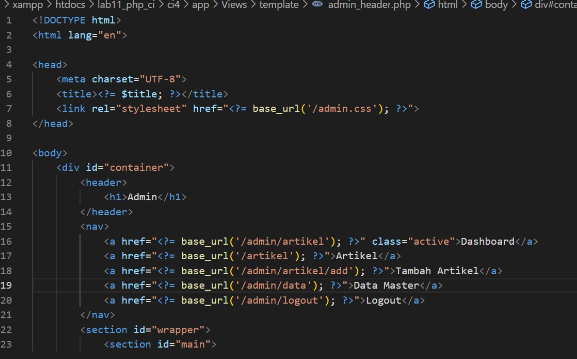 > xampp > htdocs > lab11_php_ci > ci4 > app > Views > template > admin_header.php > html > body > div#conta
1 <!DOCTYPE html>
2 <html lang="en">
3
4 <head>
5 <meta charset="UTF-8">
6 <title><?= $title; ?></title>
7 <link rel="stylesheet" href="<?= base_url('/admin.css'); ?>">
8 </head>
9
10 <body>
11 <div id="container">
12 <header>
13 <h1>Admin</h1>
14 </header>
15 <nav>
16 <a href="<?= base_url('/admin/artikel'); ?>" class="active">Dashboard</a>
17 <a href="<?= base_url('/artikel'); ?>">Artikel</a>
18 <a href="<?= base_url('/admin/artikel/add'); ?>">Tambah Artikel</a>
19 <a href="<?= base_url('/admin/data'); ?>">Data Master</a>
20 <a href="<?= base_url('/admin/logout'); ?>">Logout</a>
21 </nav>
22 <section id="wrapper">
23 <section id="main">